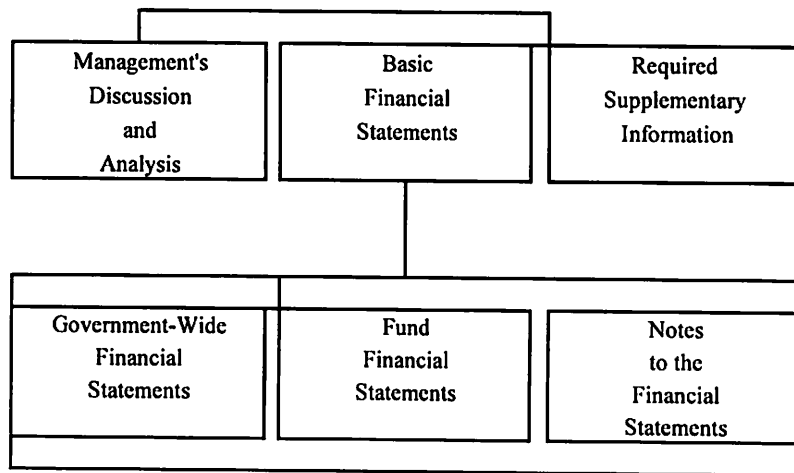 Management's
Discussion
and
Analysis
Basic
Financial
Statements
Required
Supplementary
Information
Government-Wide
Financial
Statements
Fund
Financial
Statements
Notes
to the
Financial
Statements